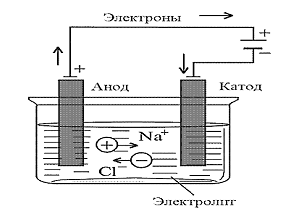 Электроны
+
−
+
−
Анод
Катод
Na⁺
+
−
Cl⁻
Электролит